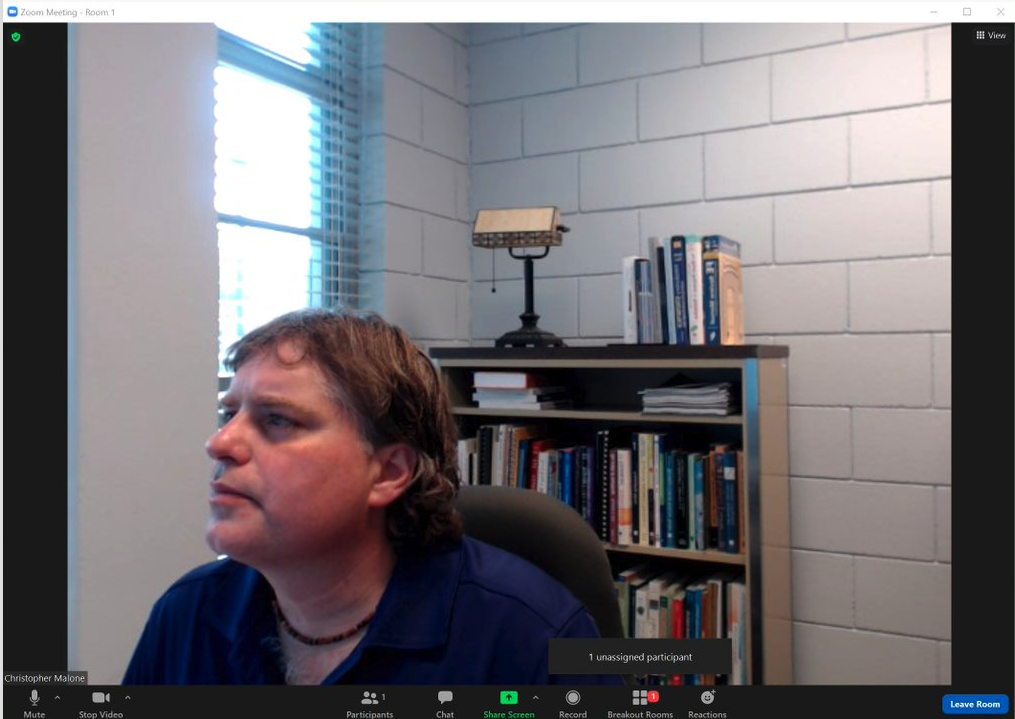 Zoom Meeting - Room 1
View
1 unassigned participant
Christopher Malone
1
1
Mute
Stop Video
Participants
Chat
Share Screen
Record
Breakout Rooms
Reactions
Leave Room